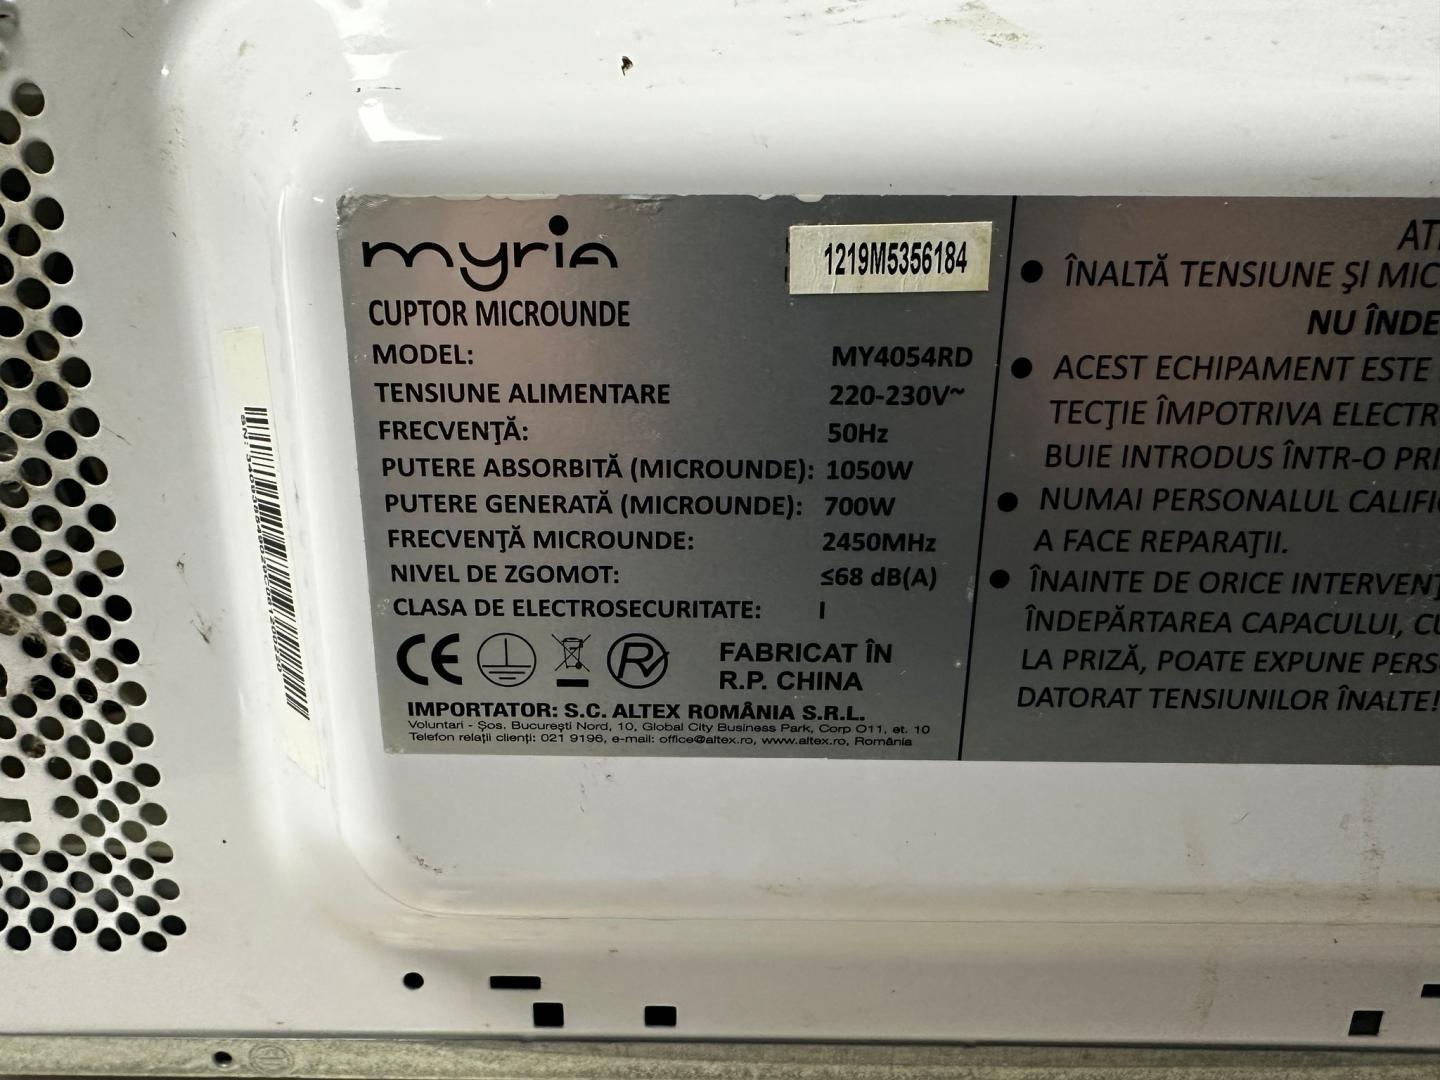 myria
1219M5356184
CUPTOR MICROUNDE
MODEL: MY4054RD
TENSIUNE ALIMENTARE 220-230V~
FRECVENŢĂ: 50Hz
PUTERE ABSORBITĂ (MICROUNDE): 1050W
PUTERE GENERATĂ (MICROUNDE): 700W
FRECVENŢĂ MICROUNDE: 2450MHz
NIVEL DE ZGOMOT: ≤68 dB(A)
CLASA DE ELECTROSECURITATE: I
CE
FABRICAT ÎN
R.P. CHINA
IMPORTATOR: S.C. ALTEX ROMÂNIA S.R.L.
Voluntari - Şos. Bucureşti Nord, 10, Global City Business Park, Corp O11, et. 10
Telefon relaţii clienţi: 021 9196, e-mail: office@altex.ro, www.altex.ro, România
● ÎNALTĂ TENSIUNE ŞI MIC
NU ÎNDE
● ACEST ECHIPAMENT ESTE
TECŢIE ÎMPOTRIVA ELECTR
BUIE INTRODUS ÎNTR-O PRI
● NUMAI PERSONALUL CALIFI
A FACE REPARAŢII.
● ÎNAINTE DE ORICE INTERVENŢ
ÎNDEPĂRTAREA CAPACULUI, CU
LA PRIZĂ, POATE EXPUNE PERS
DATORAT TENSIUNILOR ÎNALTE!